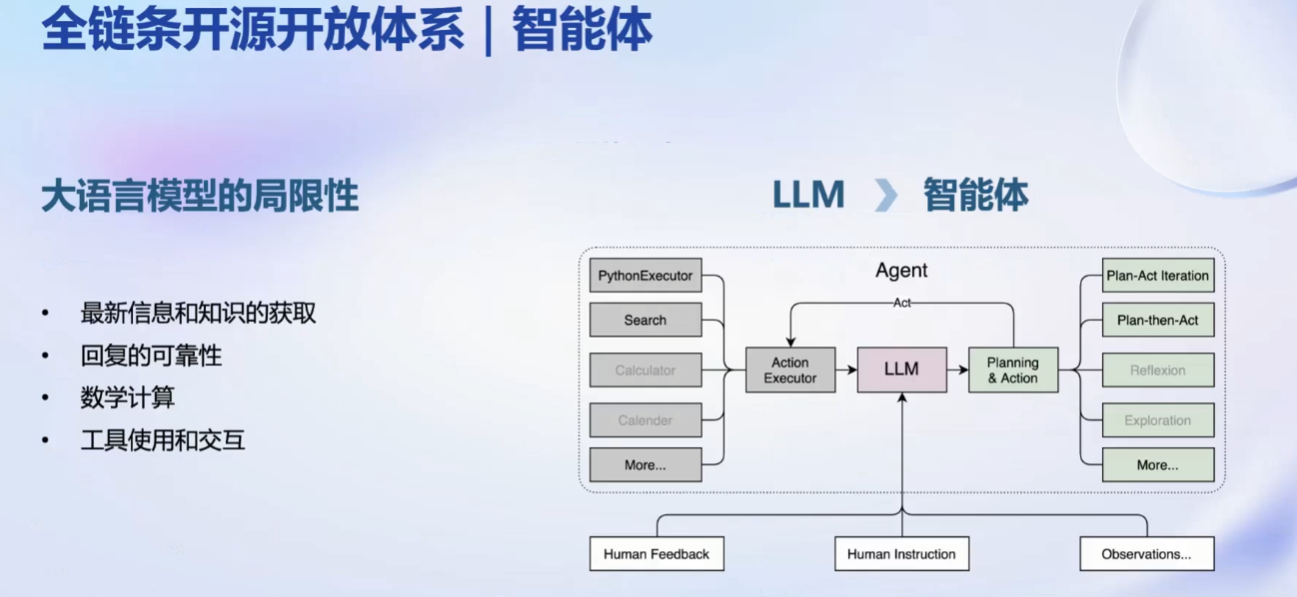 全链条开源开放体系｜智能体
大语言模型的局限性
• 最新信息和知识的获取
• 回复的可靠性
• 数学计算
• 工具使用和交互
LLM 》 智能体
Agent
Act
PythonExecutor
Search
Calculator
Calender
More...
Action
Executor
LLM
Planning
& Action
Plan-Act Iteration
Plan-then-Act
Reflexion
Exploration
More...
Human Feedback
Human Instruction
Observations...